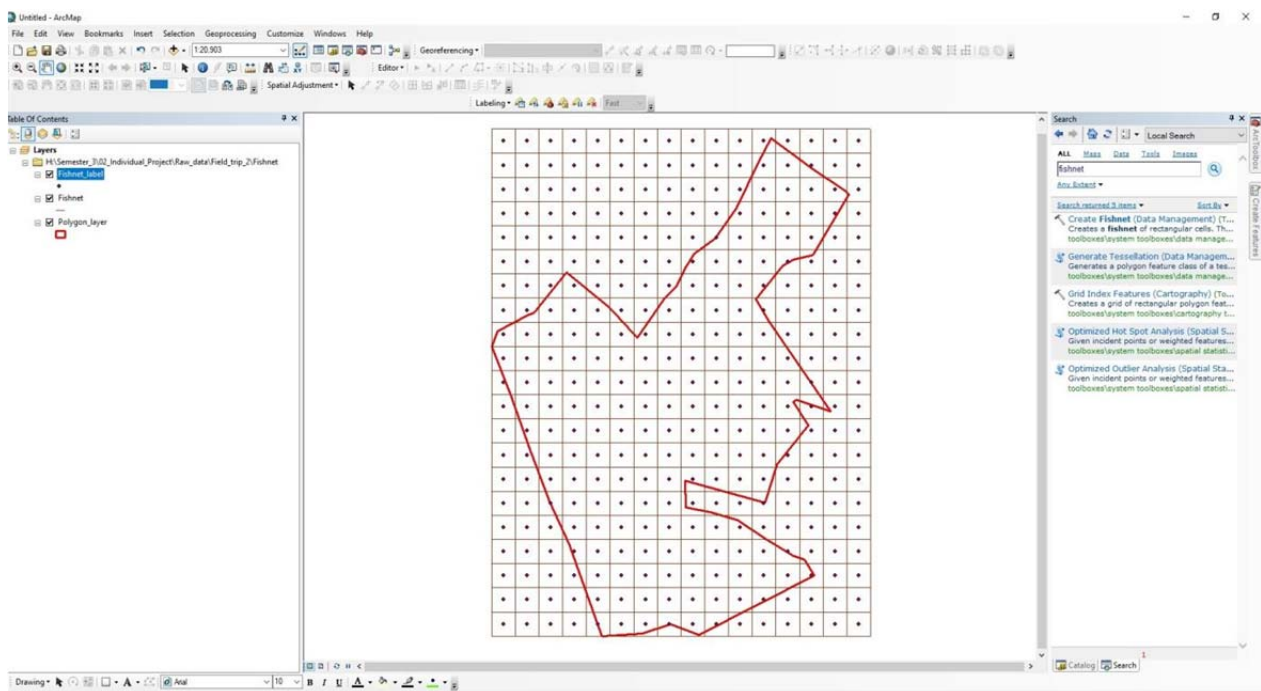 Untitled - ArcMap
File Edit View Bookmarks Insert Selection Geoprocessing Customize Windows Help
1:20,903
Georeferencing
Editor
Spatial Adjustment
Labeling Fast
Table Of Contents
Layers
H:\Semester_3\02_Individual_Project\Raw_data\Field_trip_2\Fishnet
Fishnet_label
Fishnet
Polygon_layer
Search
Local Search
ALL Maps Data Tools Images
fishnet
Any Extent
Search returned 5 items Sort By
Create Fishnet (Data Management) (T...
Creates a fishnet of rectangular cells. Th...
toolboxes\system toolboxes\data manage...
Generate Tessellation (Data Managem...
Generates a polygon feature class of a tes...
toolboxes\system toolboxes\data manage...
Grid Index Features (Cartography) (To...
Creates a grid of rectangular polygon feat...
toolboxes\system toolboxes\cartography t...
Optimized Hot Spot Analysis (Spatial S...
Given incident points or weighted features...
toolboxes\system toolboxes\spatial statisti...
Optimized Outlier Analysis (Spatial Sta...
Given incident points or weighted features...
toolboxes\system toolboxes\spatial statisti...
ArcToolbox
Create Features
1
Catalog Search
Drawing A Arial 10 B I U A